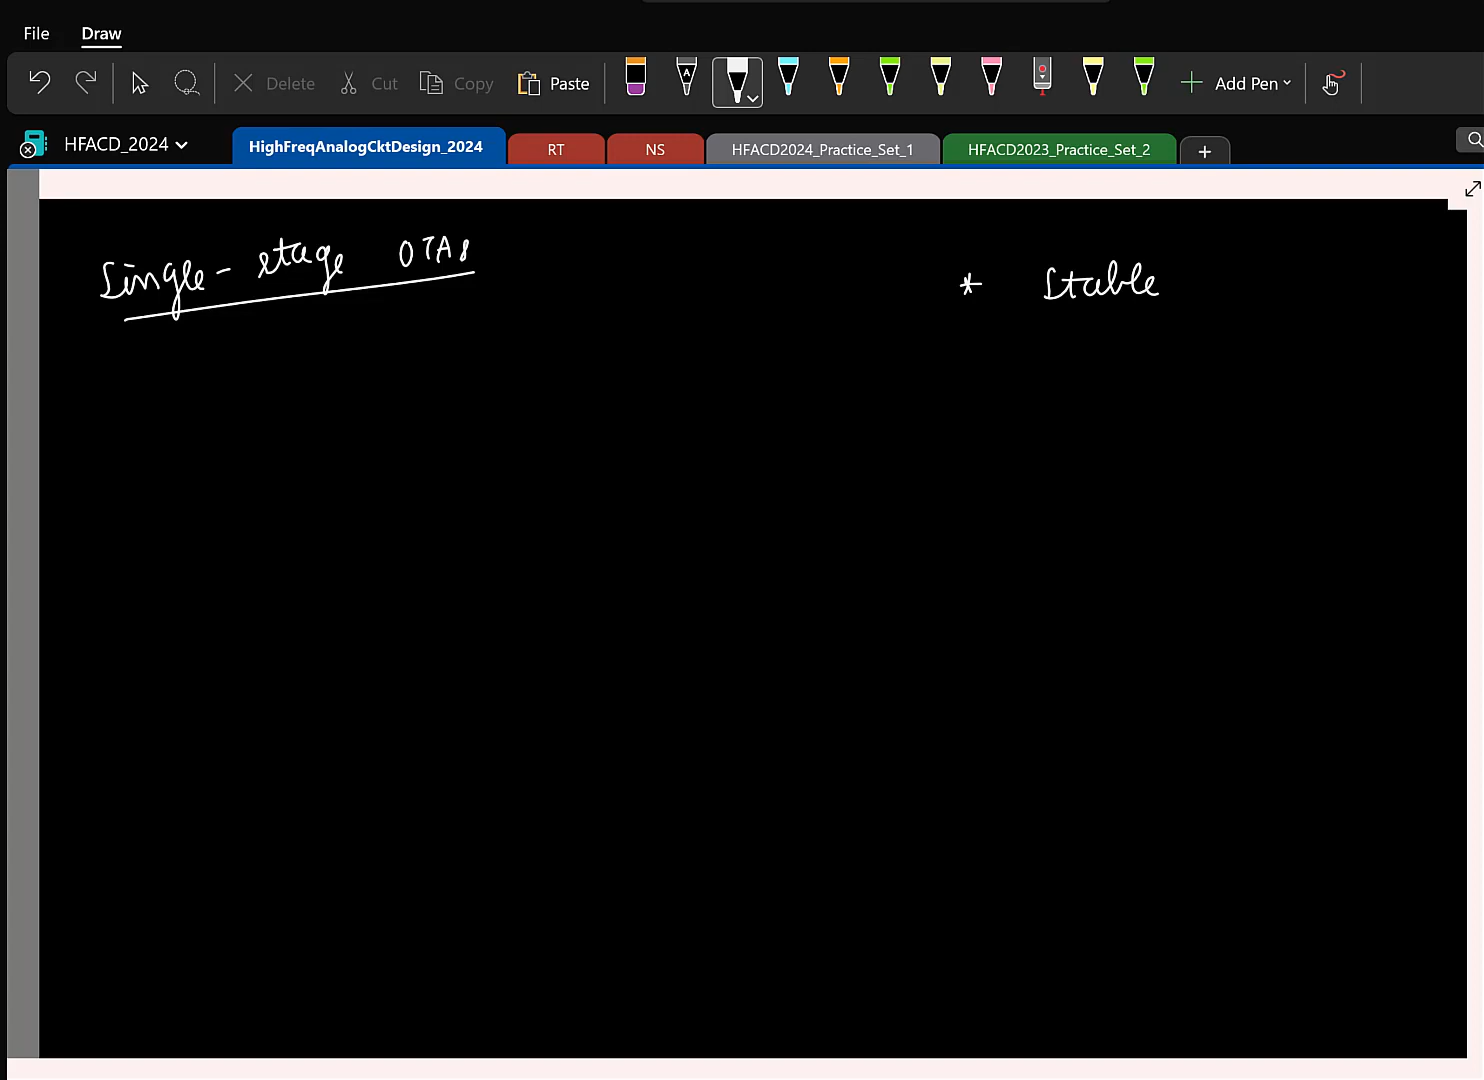 File Draw
Delete Cut Copy Paste A Add Pen
HFACD_2024 HighFreqAnalogCktDesign_2024 RT NS HFACD2024_Practice_Set_1 HFACD2023_Practice_Set_2 +
Single-stage OTAs * Stable